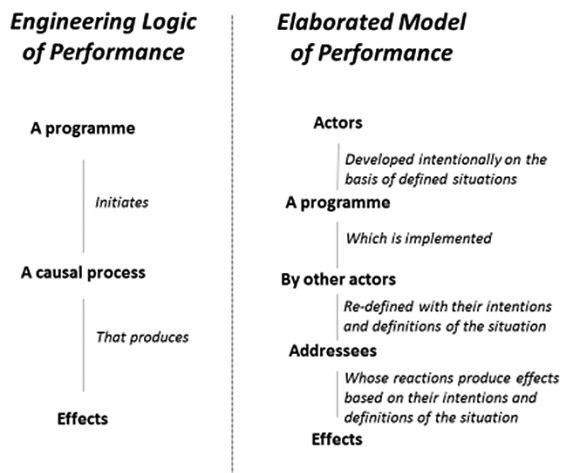 Engineering Logic
of Performance
A programme
Initiates
A causal process
That produces
Effects
Elaborated Model
of Performance
Actors
Developed intentionally on the
basis of defined situations
A programme
Which is implemented
By other actors
Re-defined with their intentions
and definitions of the situation
Addressees
Whose reactions produce effects
based on their intentions and
definitions of the situation
Effects